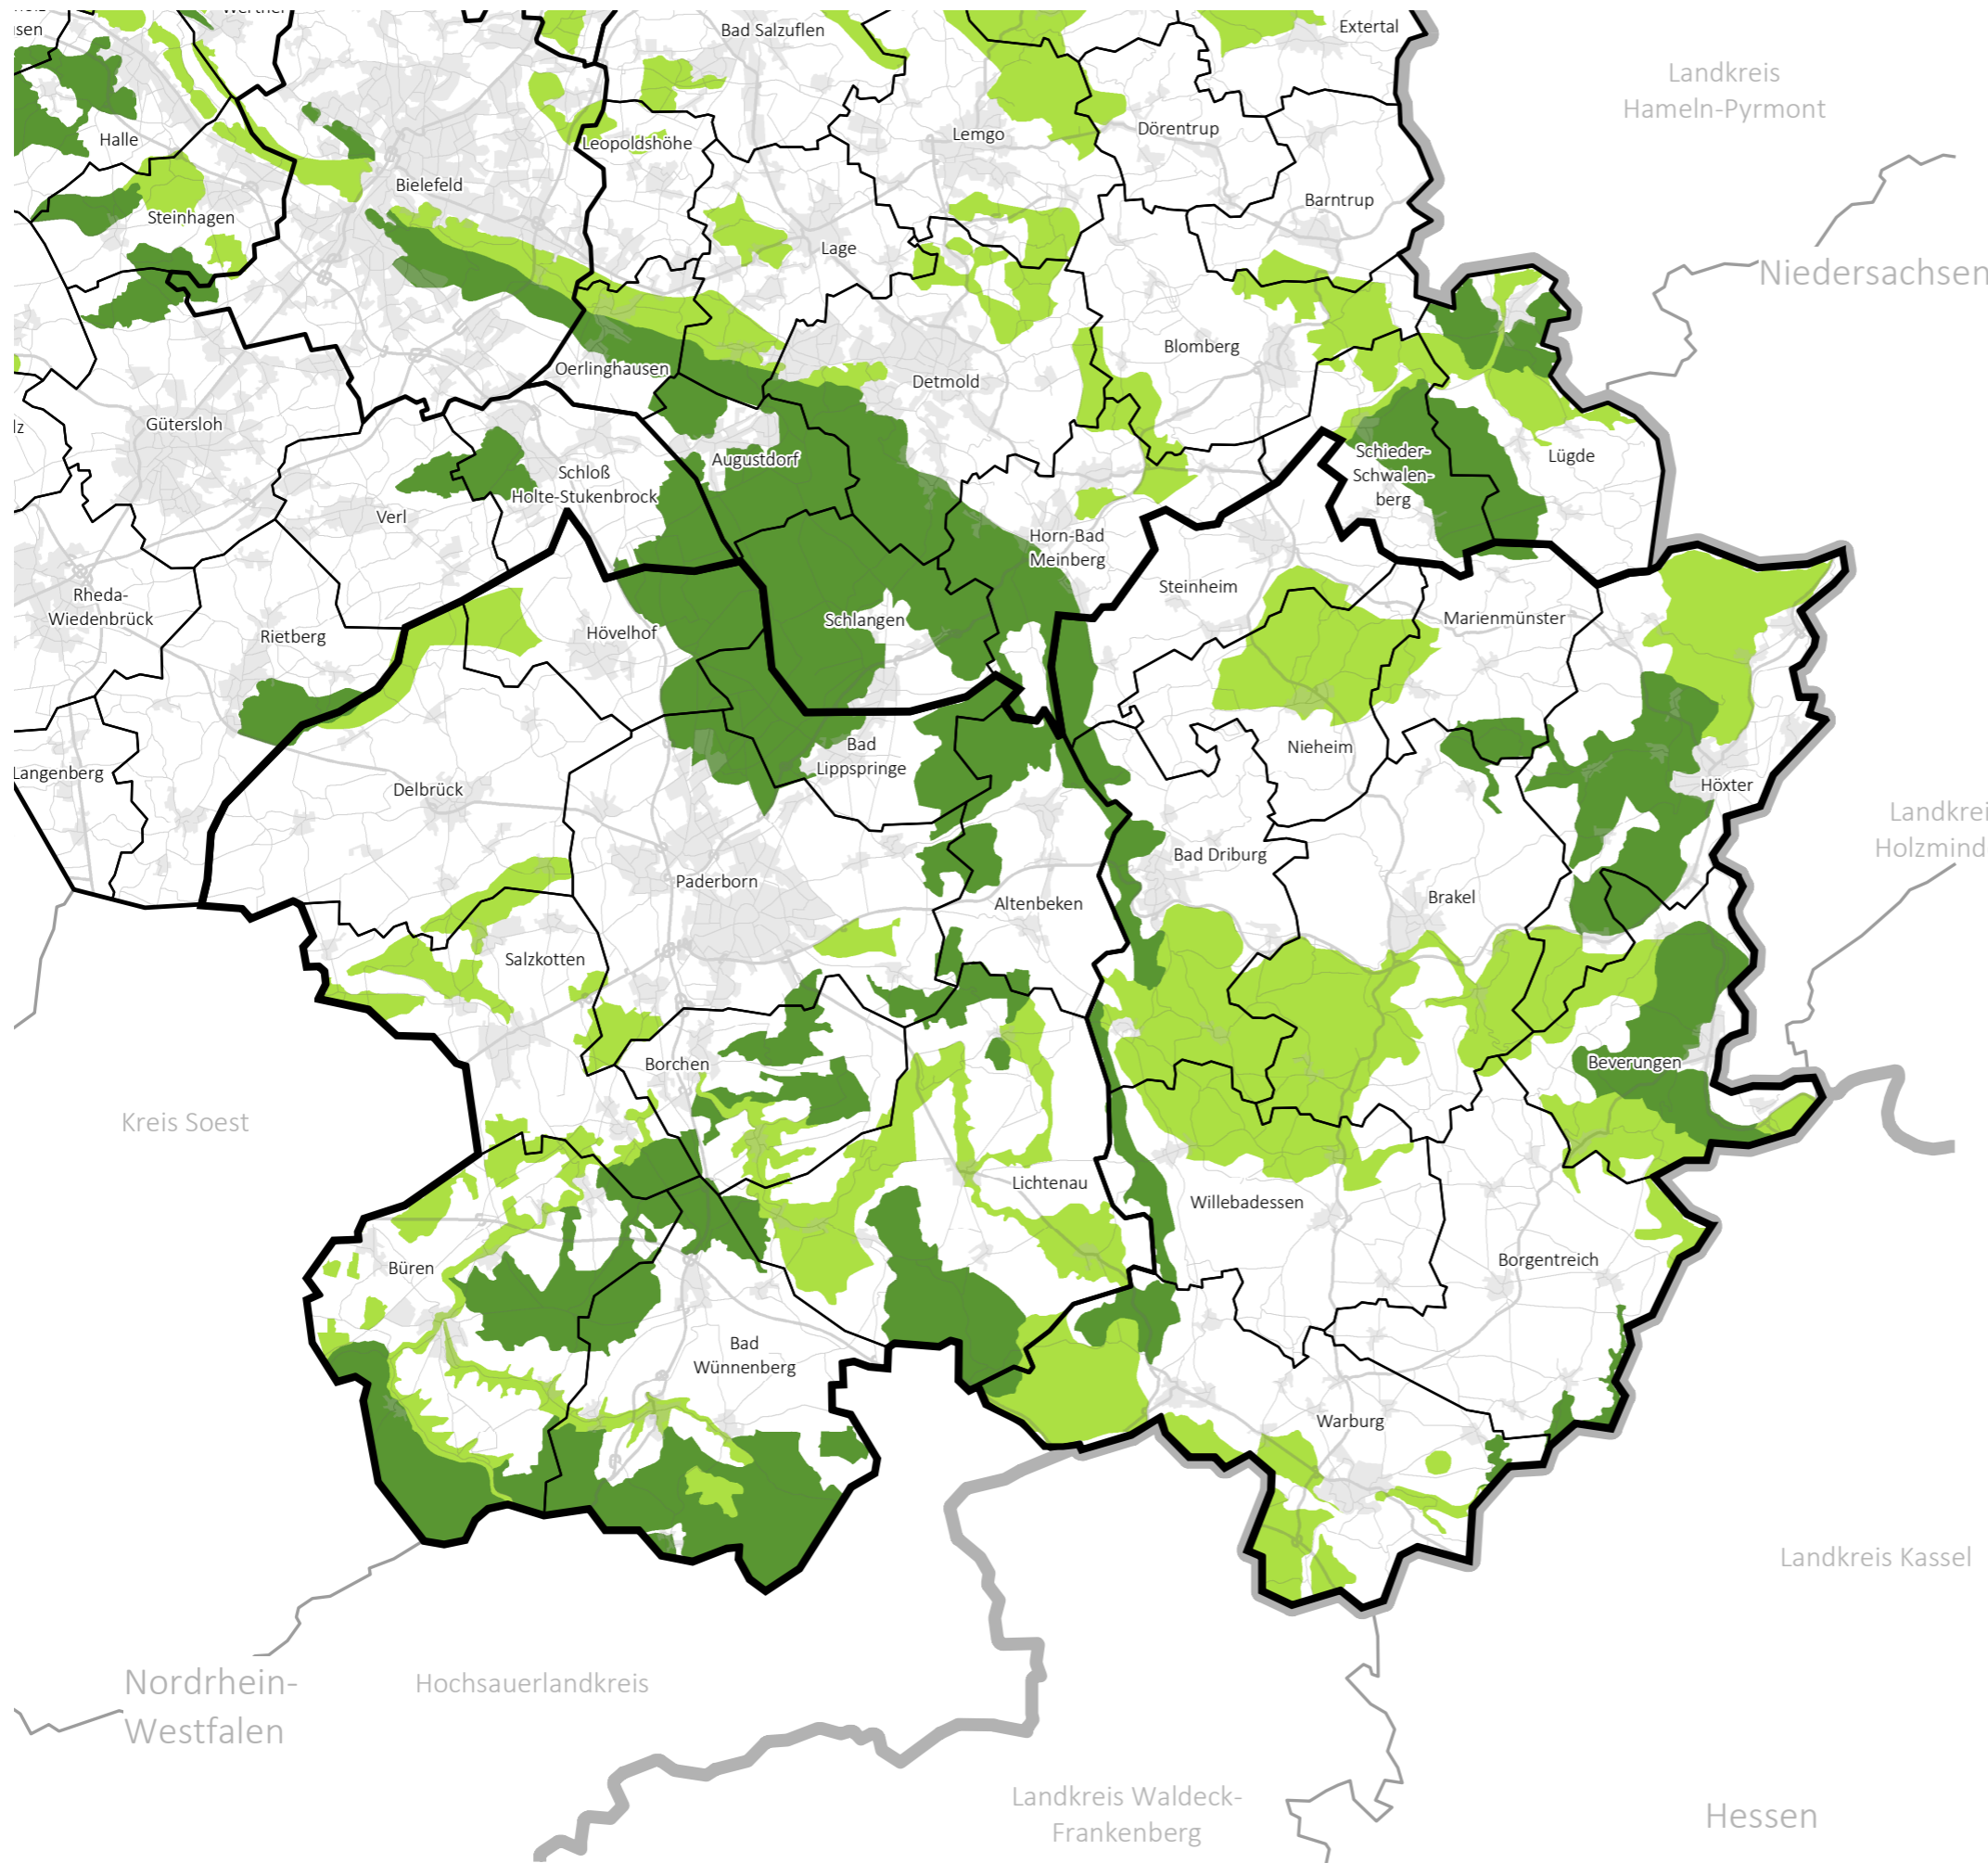 Werther
Bad Salzuflen
Extertal
usen
Landkreis
Hameln-Pyrmont
Halle
Leopoldshöhe
Lemgo
Dörentrup
Bielefeld
Barntrup
Steinhagen
Lage
Niedersachsen
Blomberg
Oerlinghausen
Detmold
Gütersloh
lz
Augustdorf
Schieder-
Schwalen-
berg
Lügde
Schloß
Holte-Stukenbrock
Verl
Horn-Bad
Meinberg
Steinheim
Rheda-
Wiedenbrück
Rietberg
Hövelhof
Schlangen
Marienmünster
Bad
Lippspringe
Nieheim
Langenberg
Delbrück
Höxter
Landkrei
Holzmind
Bad Driburg
Paderborn
Altenbeken
Brakel
Salzkotten
Borchen
Beverungen
Kreis Soest
Lichtenau
Willebadessen
Büren
Borgentreich
Bad
Wünnenberg
Warburg
Landkreis Kassel
Nordrhein-
Westfalen
Hochsauerlandkreis
Landkreis Waldeck-
Frankenberg
Hessen